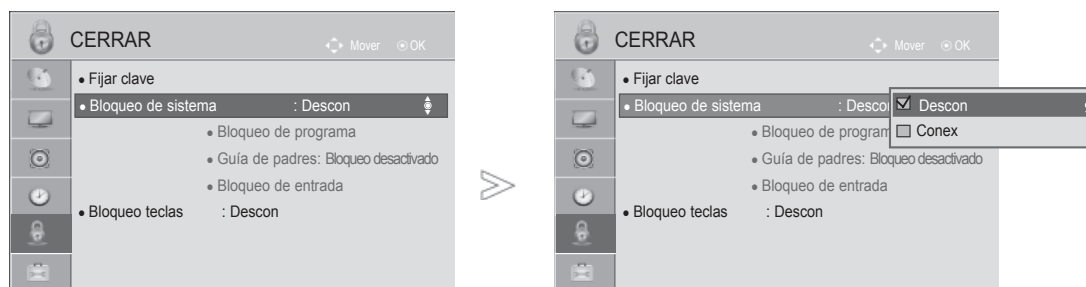 CERRAR Mover OK
• Fijar clave
• Bloqueo de sistema : Descon
• Bloqueo de programa
• Guía de padres: Bloqueo desactivado
• Bloqueo de entrada
• Bloqueo teclas : Descon
CERRAR Mover OK
• Fijar clave
• Bloqueo de sistema : Descon
Descon
Conex
• Bloqueo de program
• Guía de padres: Bloqueo desactivado
• Bloqueo de entrada
• Bloqueo teclas : Descon